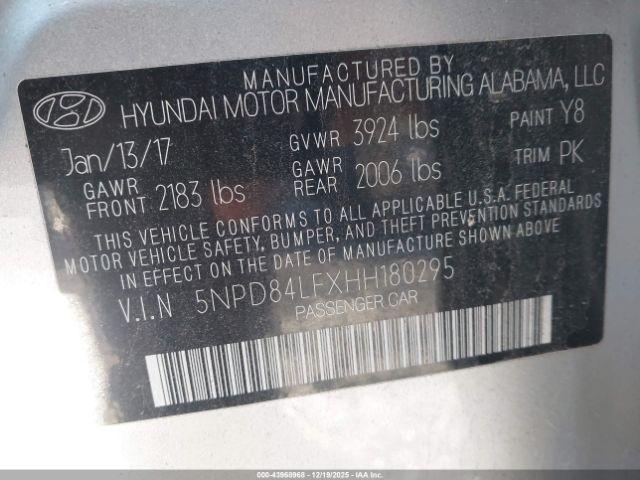 MANUFACTURED BY
HYUNDAI MOTOR MANUFACTURING ALABAMA, LLC
Jan/13/17 GVWR 3924 lbs PAINT Y8
GAWR FRONT 2183 lbs GAWR REAR 2006 lbs TRIM PK
THIS VEHICLE CONFORMS TO ALL APPLICABLE U.S.A. FEDERAL
MOTOR VEHICLE SAFETY, BUMPER, AND THEFT PREVENTION STANDARDS
IN EFFECT ON THE DATE OF MANUFACTURE SHOWN ABOVE
V.I.N 5NPD84LFXHH180295
PASSENGER CAR
000-43968968 • 12/19/2025 • IAAI.COM